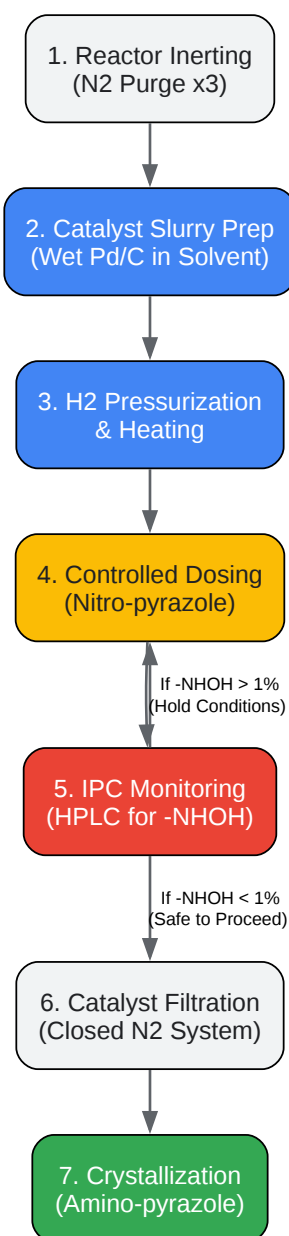 1. Reactor Inerting
(N2 Purge x3)
2. Catalyst Slurry Prep
(Wet Pd/C in Solvent)
3. H2 Pressurization
& Heating
4. Controlled Dosing
(Nitro-pyrazole)
If -NHOH > 1%
(Hold Conditions)
5. IPC Monitoring
(HPLC for -NHOH)
If -NHOH < 1%
(Safe to Proceed)
6. Catalyst Filtration
(Closed N2 System)
7. Crystallization
(Amino-pyrazole)